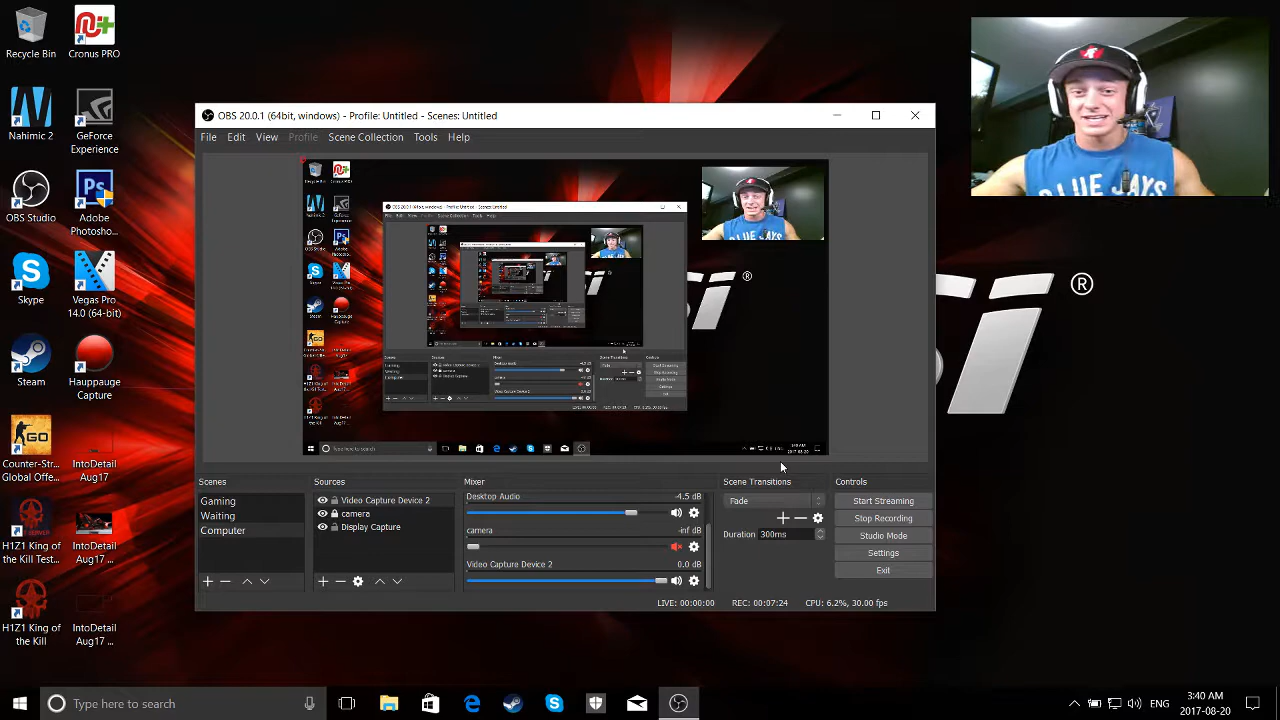 Recycle Bin
Cronus PRO
Nahimic 2
GeForce
Experience
OBS Studio
Adobe
Photosho...
Skype
Vegas Pro
14.0 (64-bit)
Steam
Hauppauge
Capture
Counter-Str...
Global Offe...
IntoDetail
Aug17
H1Z1 King of
the Kill Test...
IntoDetail
Aug17 ...
H1Z1 King of
the Kill
IntoDetail
Aug17 ...
BLUE JAYS
®
OBS 20.0.1 (64bit, windows) - Profile: Untitled - Scenes: Untitled
File Edit View Profile Scene Collection Tools Help
BLUE JAYS
®
Scenes
Gaming
Waiting
Computer
Sources
Video Capture Device 2
camera
Display Capture
Mixer
Desktop Audio -4.5 dB
camera -inf dB
Video Capture Device 2 0.0 dB
Scene Transitions
Fade
Duration 300ms
Controls
Start Streaming
Stop Recording
Studio Mode
Settings
Exit
LIVE: 00:00:00 REC: 00:07:24 CPU: 6.2%, 30.00 fps
Type here to search
ENG
3:40 AM
2017-08-20